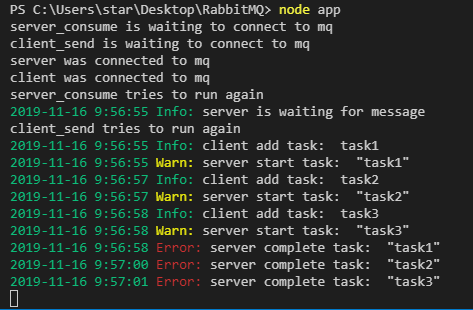 PS C:\Users\star\Desktop\RabbitMQ> node app
server_consume is waiting to connect to mq
client_send is waiting to connect to mq
server was connected to mq
client was connected to mq
server_consume tries to run again
2019-11-16 9:56:55 Info: server is waiting for message
client_send tries to run again
2019-11-16 9:56:55 Info: client add task:  task1
2019-11-16 9:56:55 Warn: server start task:  "task1"
2019-11-16 9:56:57 Info: client add task:  task2
2019-11-16 9:56:57 Warn: server start task:  "task2"
2019-11-16 9:56:58 Info: client add task:  task3
2019-11-16 9:56:58 Warn: server start task:  "task3"
2019-11-16 9:56:58 Error: server complete task:  "task1"
2019-11-16 9:57:00 Error: server complete task:  "task2"
2019-11-16 9:57:01 Error: server complete task:  "task3"